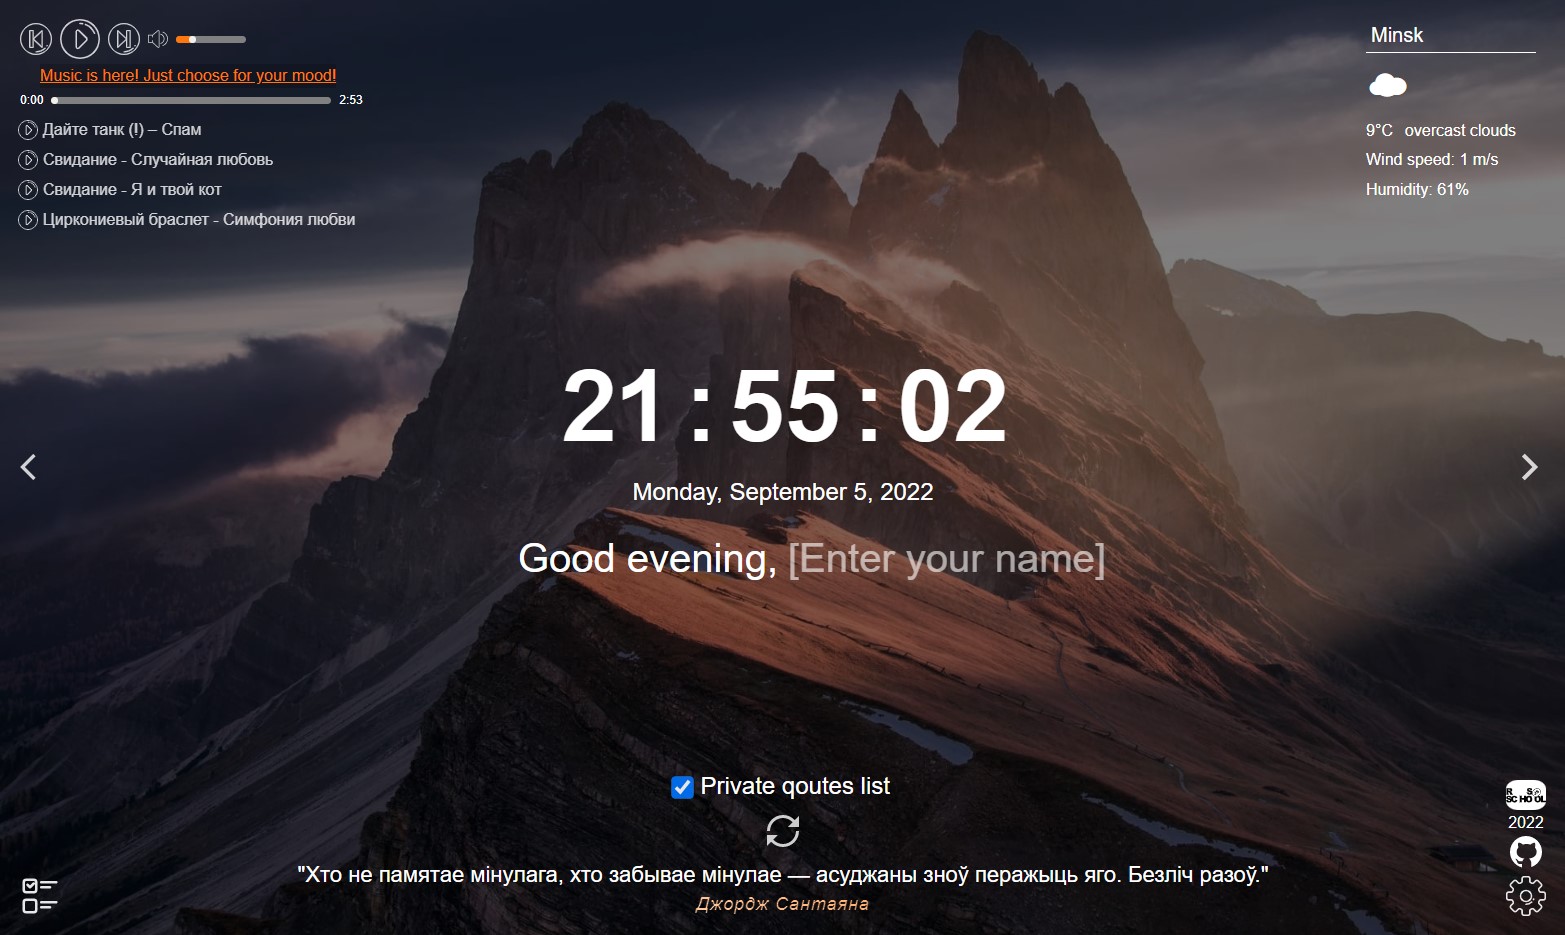 Music is here! Just choose for your mood!
0:00 2:53
Дайте танк (!) – Спам
Свидание - Случайная любовь
Свидание - Я и твой кот
Циркониевый браслет - Симфония любви
Minsk
9°C overcast clouds
Wind speed: 1 m/s
Humidity: 61%
21:55:02
Monday, September 5, 2022
Good evening, [Enter your name]
Private qoutes list
"Хто не памятае мінулага, хто забывае мінулае — асуджаны зноў перажыць яго. Безліч разоў."
Джордж Сантаяна
RS
SCHOOL
2022